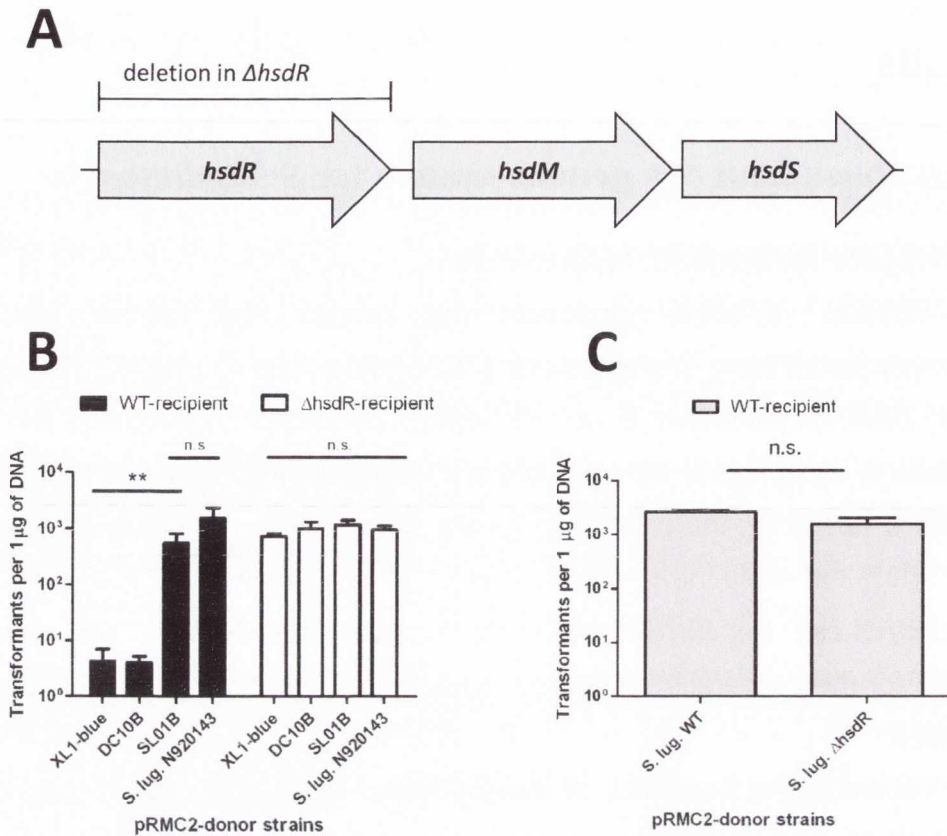 A
deletion in ΔhsdR
hsdR
hsdM
hsdS
B
WT-recipient
ΔhsdR-recipient
n.s
n.s.
**
Transformants per 1µg of DNA
10⁴
10³
10²
10¹
10⁰
XL1-blue
DC10B
SL01B
S. lug. N920143
XL1-blue
DC10B
SL01B
S. lug. N920143
pRMC2-donor strains
C
WT-recipient
n.s.
Transformants per 1 µg of DNA
10⁴
10³
10²
10¹
10⁰
S. lug. WT
S. lug. ΔhsdR
pRMC2-donor strains